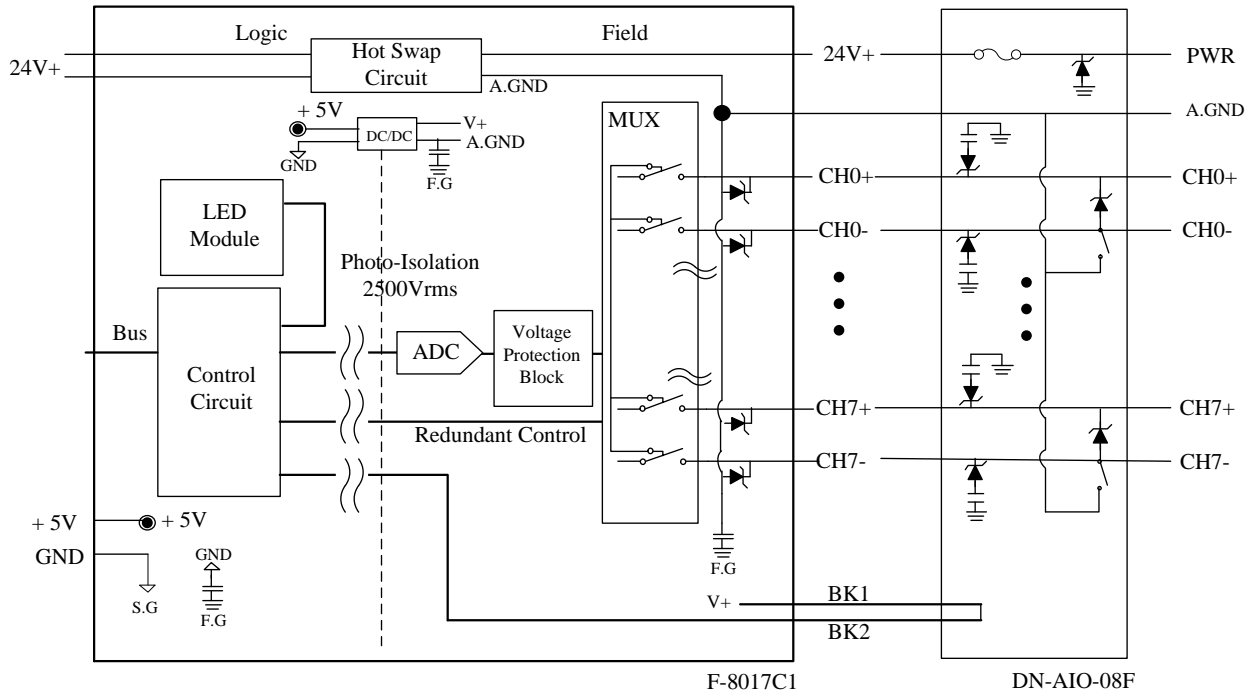 Logic
Field
24V+
Hot Swap
Circuit
A.GND
24V+
PWR
A.GND
+ 5V
GND
DC/DC
V+
A.GND
F.G
MUX
LED
Module
CH0+
CH0+
CH0-
CH0-
Photo-Isolation
2500Vrms
Bus
Control
Circuit
ADC
Voltage
Protection
Block
Redundant Control
CH7+
CH7+
CH7-
CH7-
+ 5V
+ 5V
GND
S.G
GND
F.G
F.G
V+
BK1
BK2
F-8017C1
DN-AIO-08F